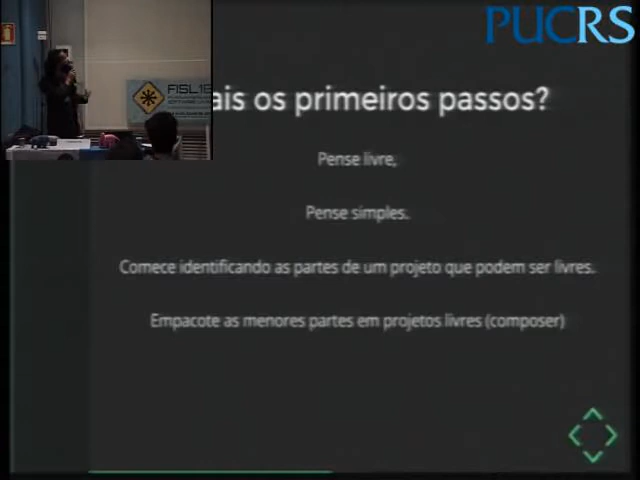 PUCRS
FISL16
ais os primeiros passos?
Pense livre,
Pense simples.
Comece identificando as partes de um projeto que podem ser livres.
Empacote as menores partes em projetos livres (composer)